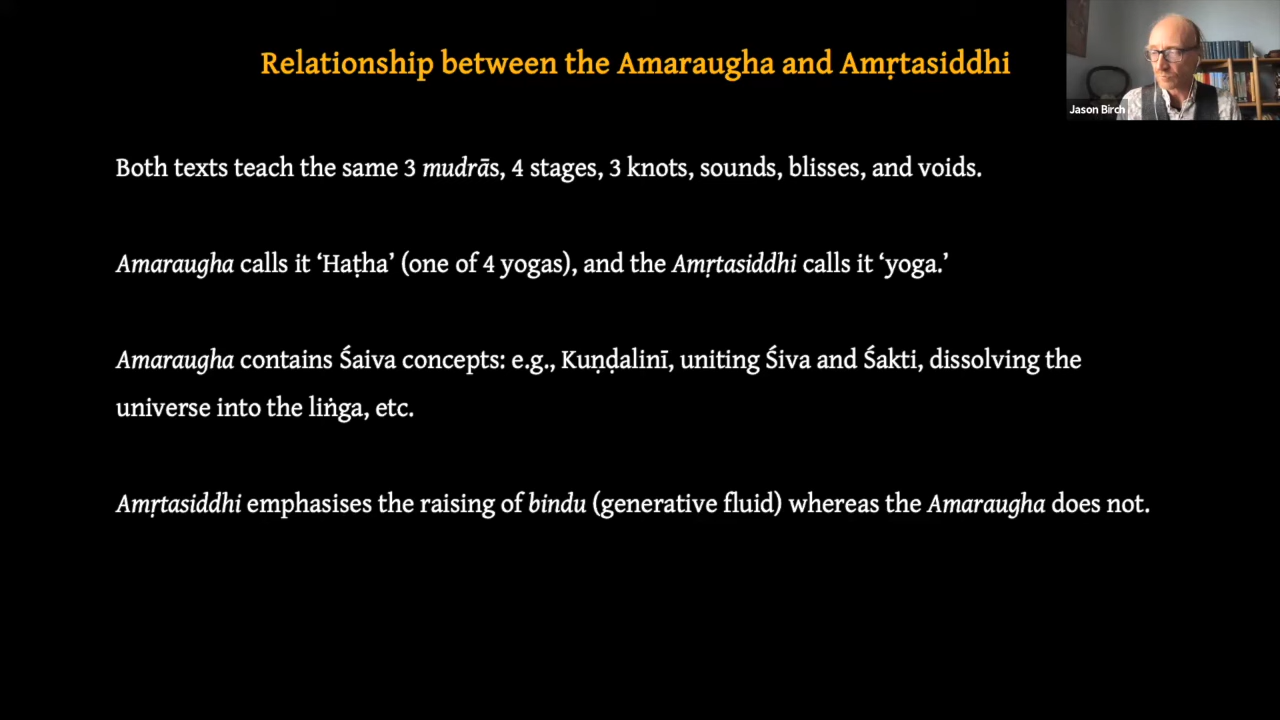 Relationship between the Amaraugha and Amṛtasiddhi
Jason Birch
Both texts teach the same 3 mudrās, 4 stages, 3 knots, sounds, blisses, and voids.
Amaraugha calls it ‘Haṭha’ (one of 4 yogas), and the Amṛtasiddhi calls it ‘yoga.’
Amaraugha contains Śaiva concepts: e.g., Kuṇḍalinī, uniting Śiva and Śakti, dissolving the
universe into the liṅga, etc.
Amṛtasiddhi emphasises the raising of bindu (generative fluid) whereas the Amaraugha does not.